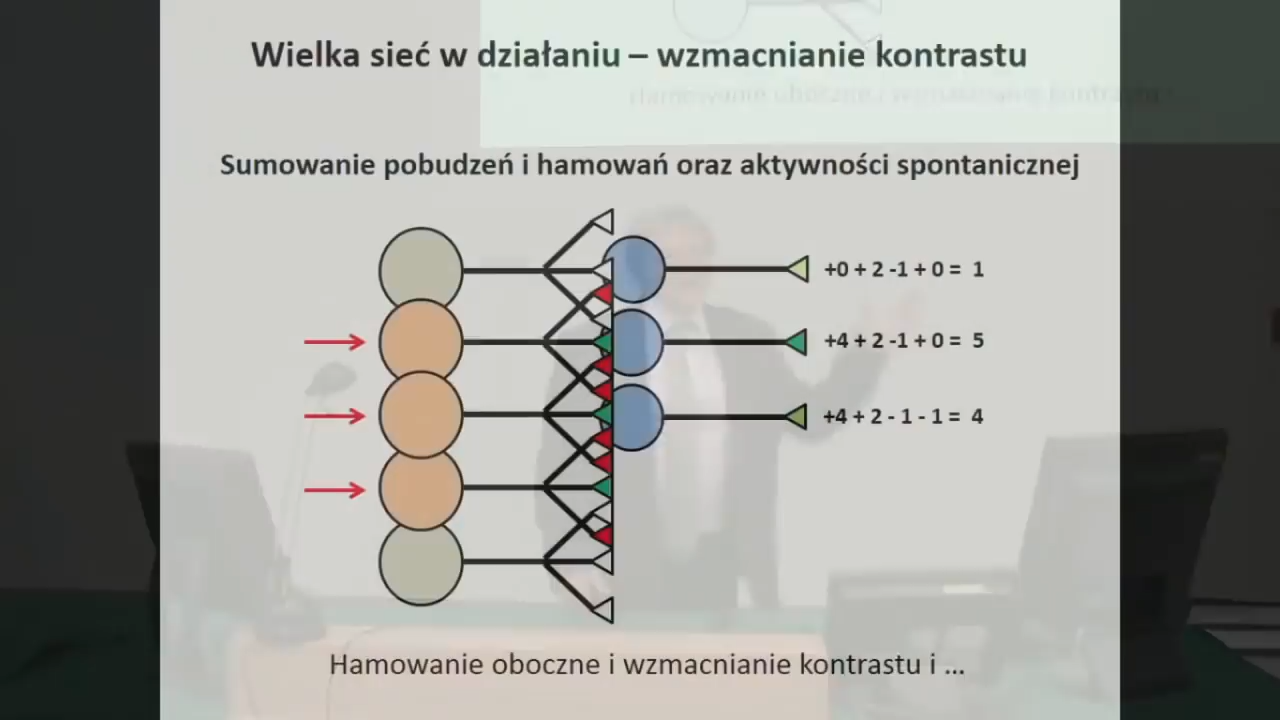 Wielka sieć w działaniu – wzmacnianie kontrastu
Sumowanie pobudzeń i hamowań oraz aktywności spontanicznej
+0 + 2 -1 + 0 = 1
+4 + 2 -1 + 0 = 5
+4 + 2 - 1 - 1 = 4
Hamowanie oboczne i wzmacnianie kontrastu i ...